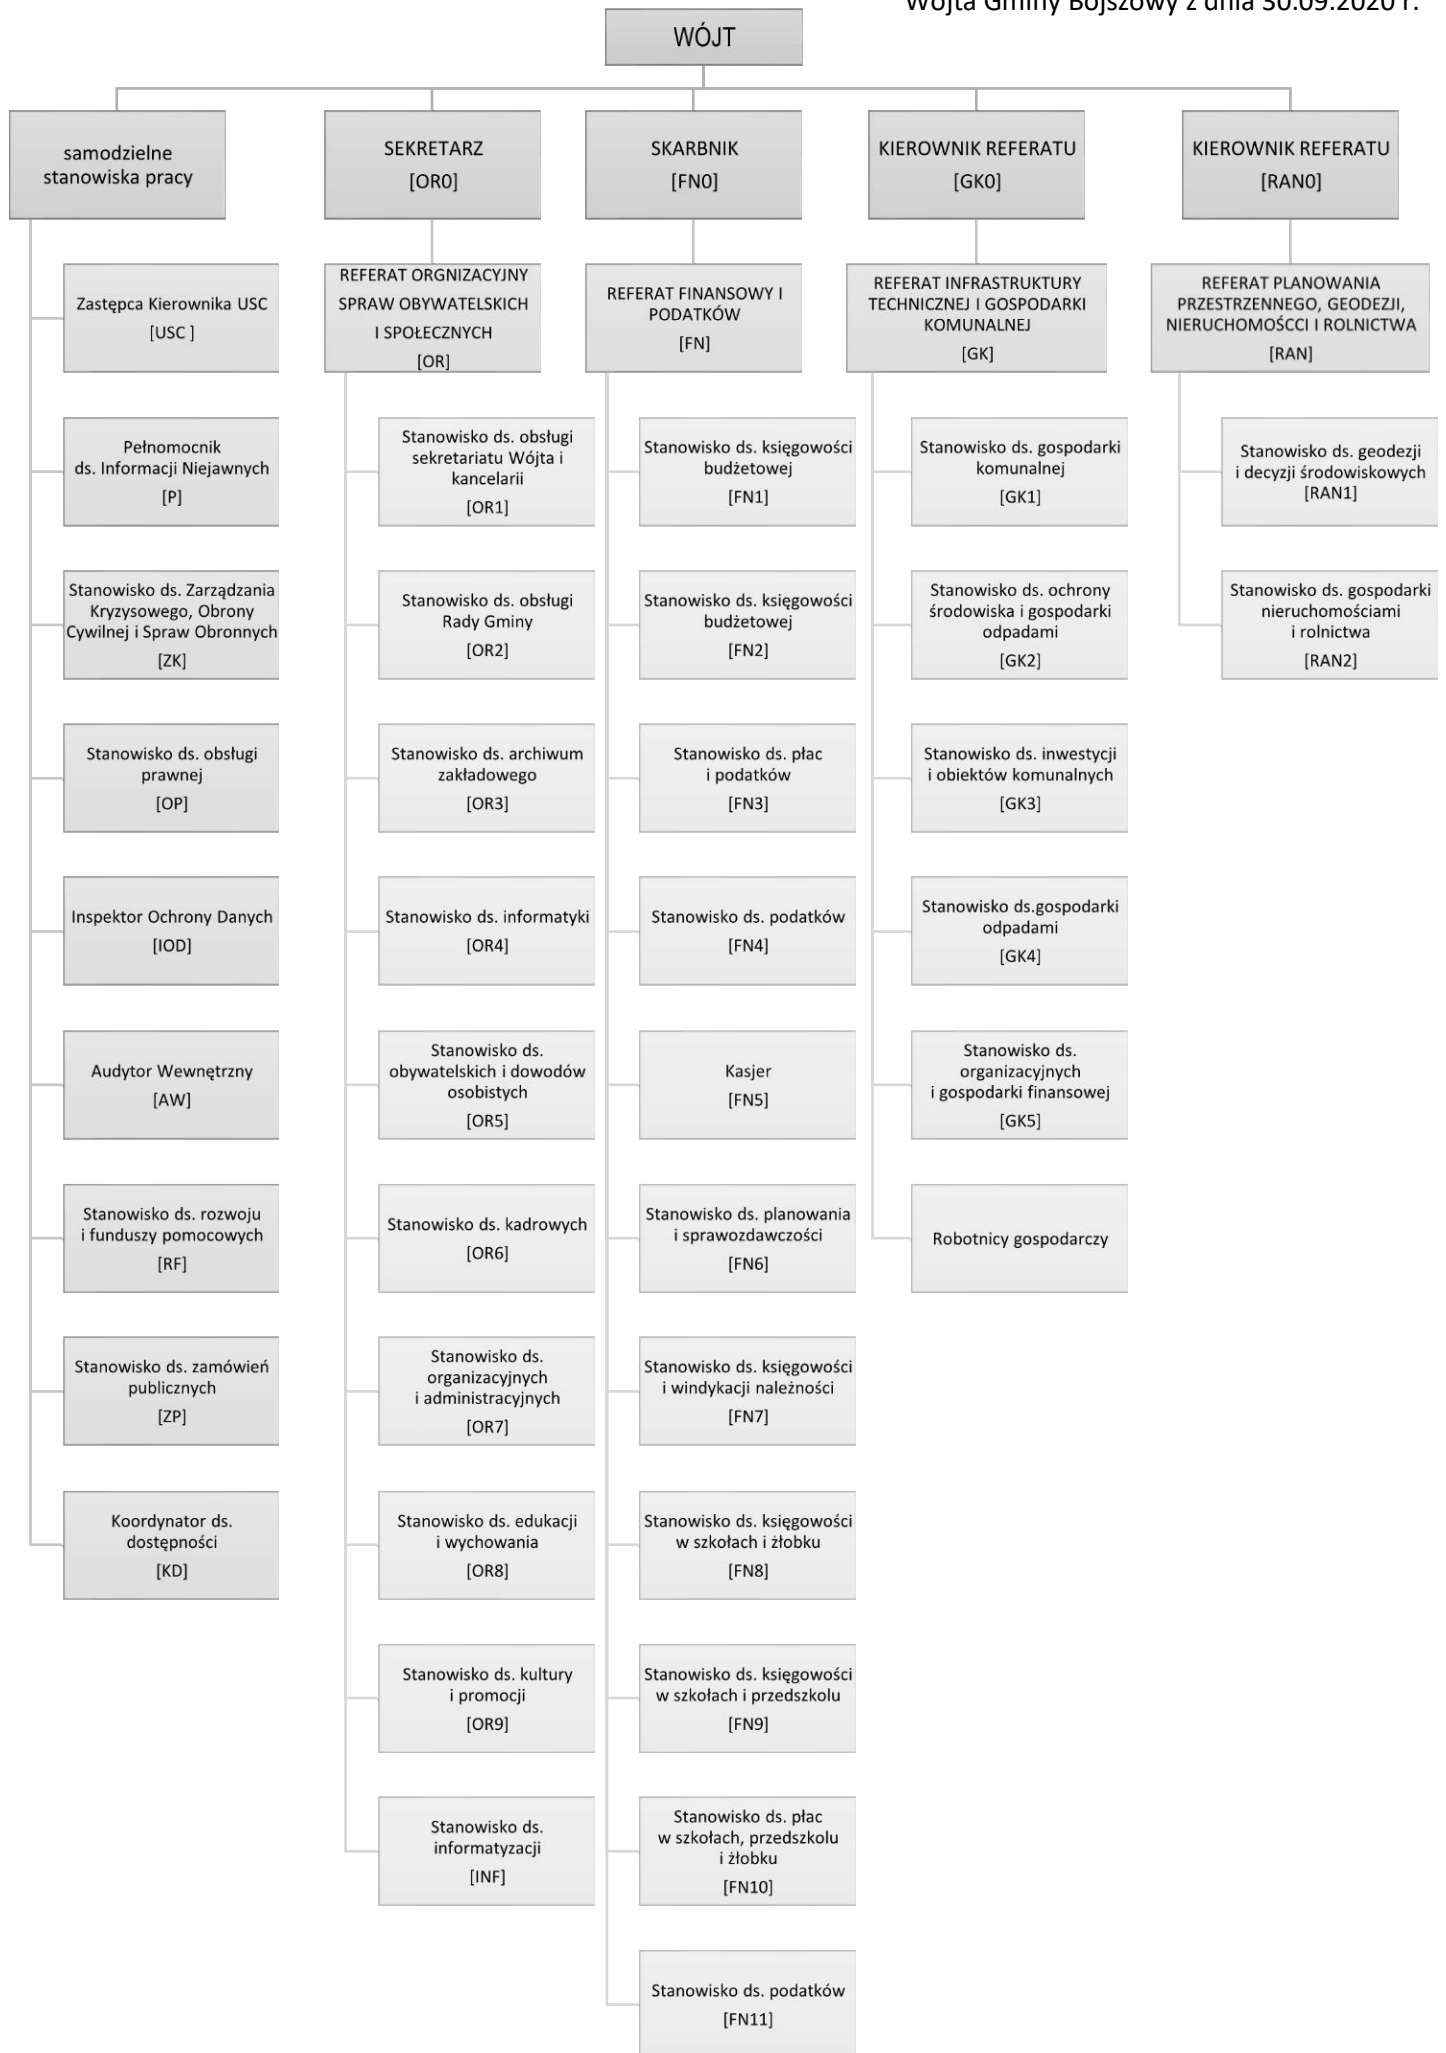 Wójta Gminy Bojszowy z dnia 30.09.2020 r.
WÓJT
samodzielne
stanowiska pracy
SEKRETARZ
[OR0]
SKARBNIK
[FN0]
KIEROWNIK REFERATU
[GK0]
KIEROWNIK REFERATU
[RAN0]
Zastępca Kierownika USC
[USC ]
Pełnomocnik
ds. Informacji Niejawnych
[P]
Stanowisko ds. Zarządzania
Kryzysowego, Obrony
Cywilnej i Spraw Obronnych
[ZK]
Stanowisko ds. obsługi
prawnej
[OP]
Inspektor Ochrony Danych
[IOD]
Audytor Wewnętrzny
[AW]
Stanowisko ds. rozwoju
i funduszy pomocowych
[RF]
Stanowisko ds. zamówień
publicznych
[ZP]
Koordynator ds.
dostępności
[KD]
REFERAT ORGNIZACYJNY
SPRAW OBYWATELSKICH
I SPOŁECZNYCH
[OR]
Stanowisko ds. obsługi
sekretariatu Wójta i
kancelarii
[OR1]
Stanowisko ds. obsługi
Rady Gminy
[OR2]
Stanowisko ds. archiwum
zakładowego
[OR3]
Stanowisko ds. informatyki
[OR4]
Stanowisko ds.
obywatelskich i dowodów
osobistych
[OR5]
Stanowisko ds. kadrowych
[OR6]
Stanowisko ds.
organizacyjnych
i administracyjnych
[OR7]
Stanowisko ds. edukacji
i wychowania
[OR8]
Stanowisko ds. kultury
i promocji
[OR9]
Stanowisko ds.
informatyzacji
[INF]
REFERAT FINANSOWY I
PODATKÓW
[FN]
Stanowisko ds. księgowości
budżetowej
[FN1]
Stanowisko ds. księgowości
budżetowej
[FN2]
Stanowisko ds. płac
i podatków
[FN3]
Stanowisko ds. podatków
[FN4]
Kasjer
[FN5]
Stanowisko ds. planowania
i sprawozdawczości
[FN6]
Stanowisko ds. księgowości
i windykacji należności
[FN7]
Stanowisko ds. księgowości
w szkołach i żłobku
[FN8]
Stanowisko ds. księgowości
w szkołach i przedszkolu
[FN9]
Stanowisko ds. płac
w szkołach, przedszkolu
i żłobku
[FN10]
Stanowisko ds. podatków
[FN11]
REFERAT INFRASTRUKTURY
TECHNICZNEJ I GOSPODARKI
KOMUNALNEJ
[GK]
Stanowisko ds. gospodarki
komunalnej
[GK1]
Stanowisko ds. ochrony
środowiska i gospodarki
odpadami
[GK2]
Stanowisko ds. inwestycji
i obiektów komunalnych
[GK3]
Stanowisko ds.gospodarki
odpadami
[GK4]
Stanowisko ds.
organizacyjnych
i gospodarki finansowej
[GK5]
Robotnicy gospodarczy
REFERAT PLANOWANIA
PRZESTRZENNEGO, GEODEZJI,
NIERUCHOMOŚCCI I ROLNICTWA
[RAN]
Stanowisko ds. geodezji
i decyzji środowiskowych
[RAN1]
Stanowisko ds. gospodarki
nieruchomościami
i rolnictwa
[RAN2]